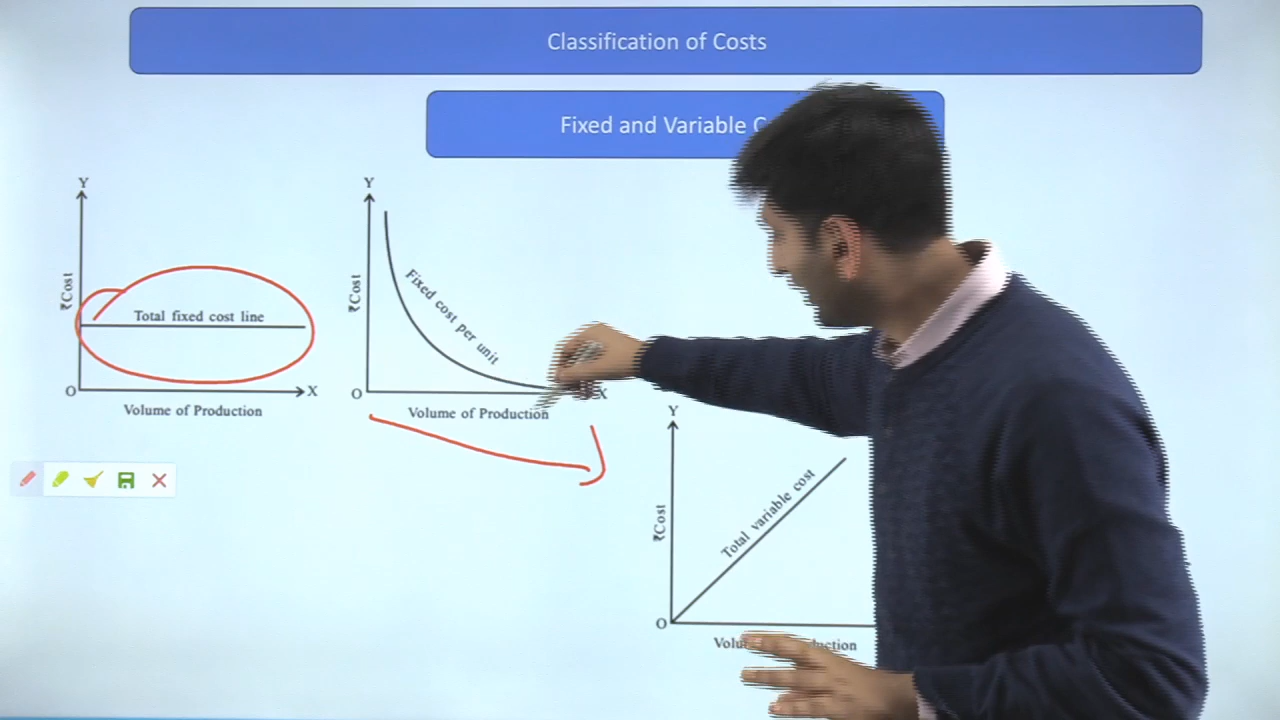 Classification of Costs
Fixed and Variable
Y
₹Cost
Total fixed cost line
O
X
Volume of Production
Y
₹Cost
Fixed cost per unit
O
X
Volume of Production
Y
₹Cost
Total variable cost
O